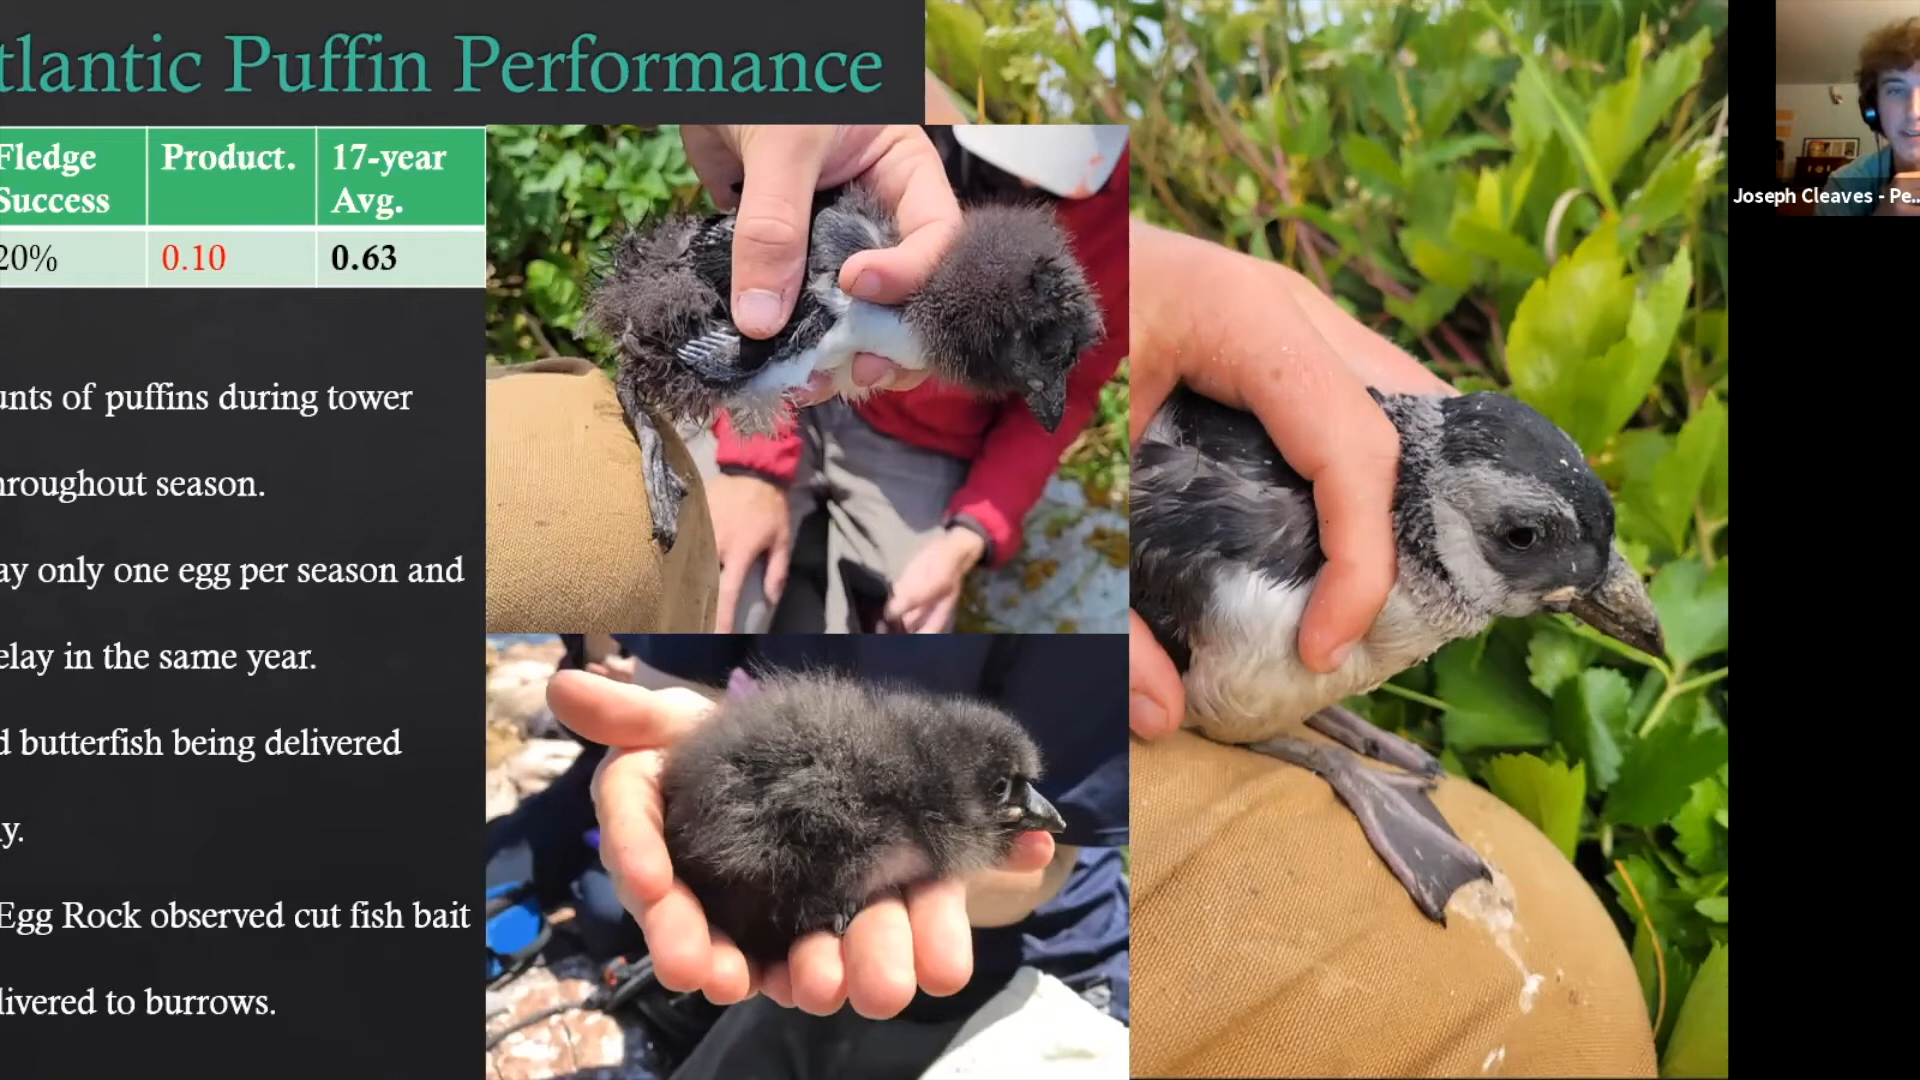 tlantic Puffin Performance
Fledge Success
Product.
17-year Avg.
20%
0.10
0.63
unts of puffins during tower
hroughout season.
ay only one egg per season and
elay in the same year.
d butterfish being delivered
ly.
Egg Rock observed cut fish bait
livered to burrows.
Joseph Cleaves - Pe...